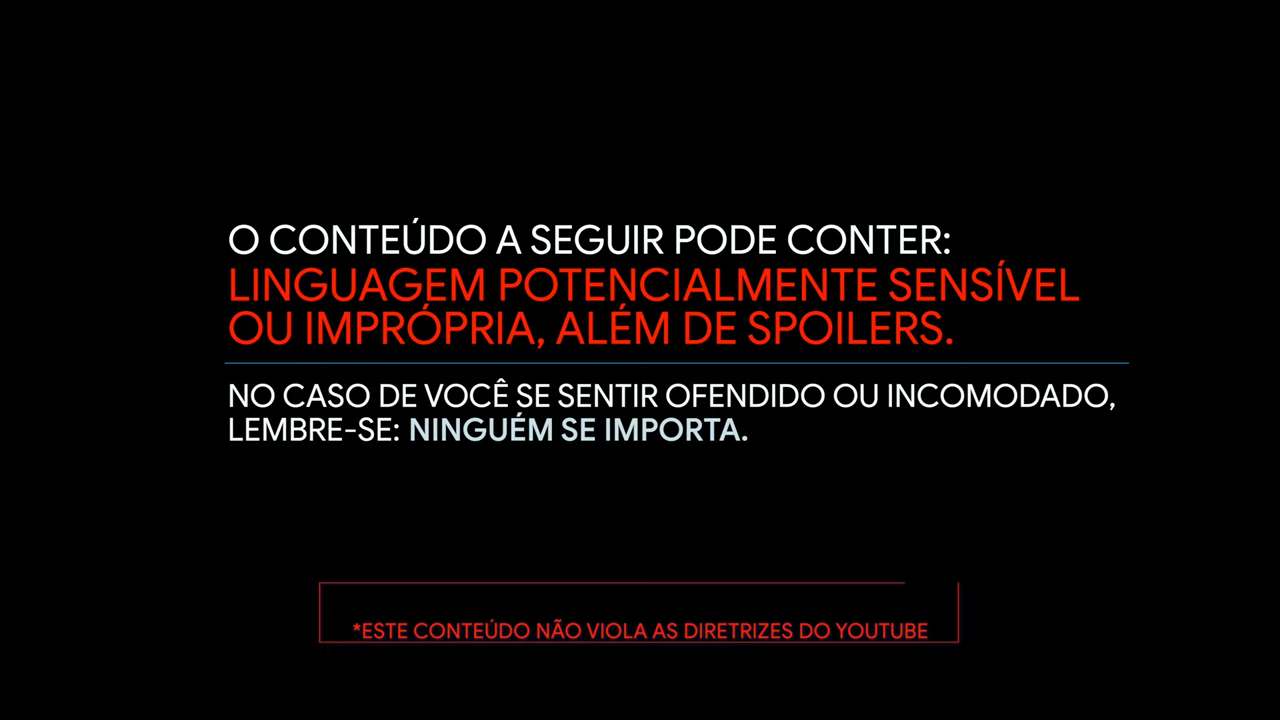 O CONTEÚDO A SEGUIR PODE CONTER:
LINGUAGEM POTENCIALMENTE SENSÍVEL
OU IMPRÓPRIA, ALÉM DE SPOILERS.
NO CASO DE VOCÊ SE SENTIR OFENDIDO OU INCOMODADO,
LEMBRE-SE: NINGUÉM SE IMPORTA.
*ESTE CONTEÚDO NÃO VIOLA AS DIRETRIZES DO YOUTUBE